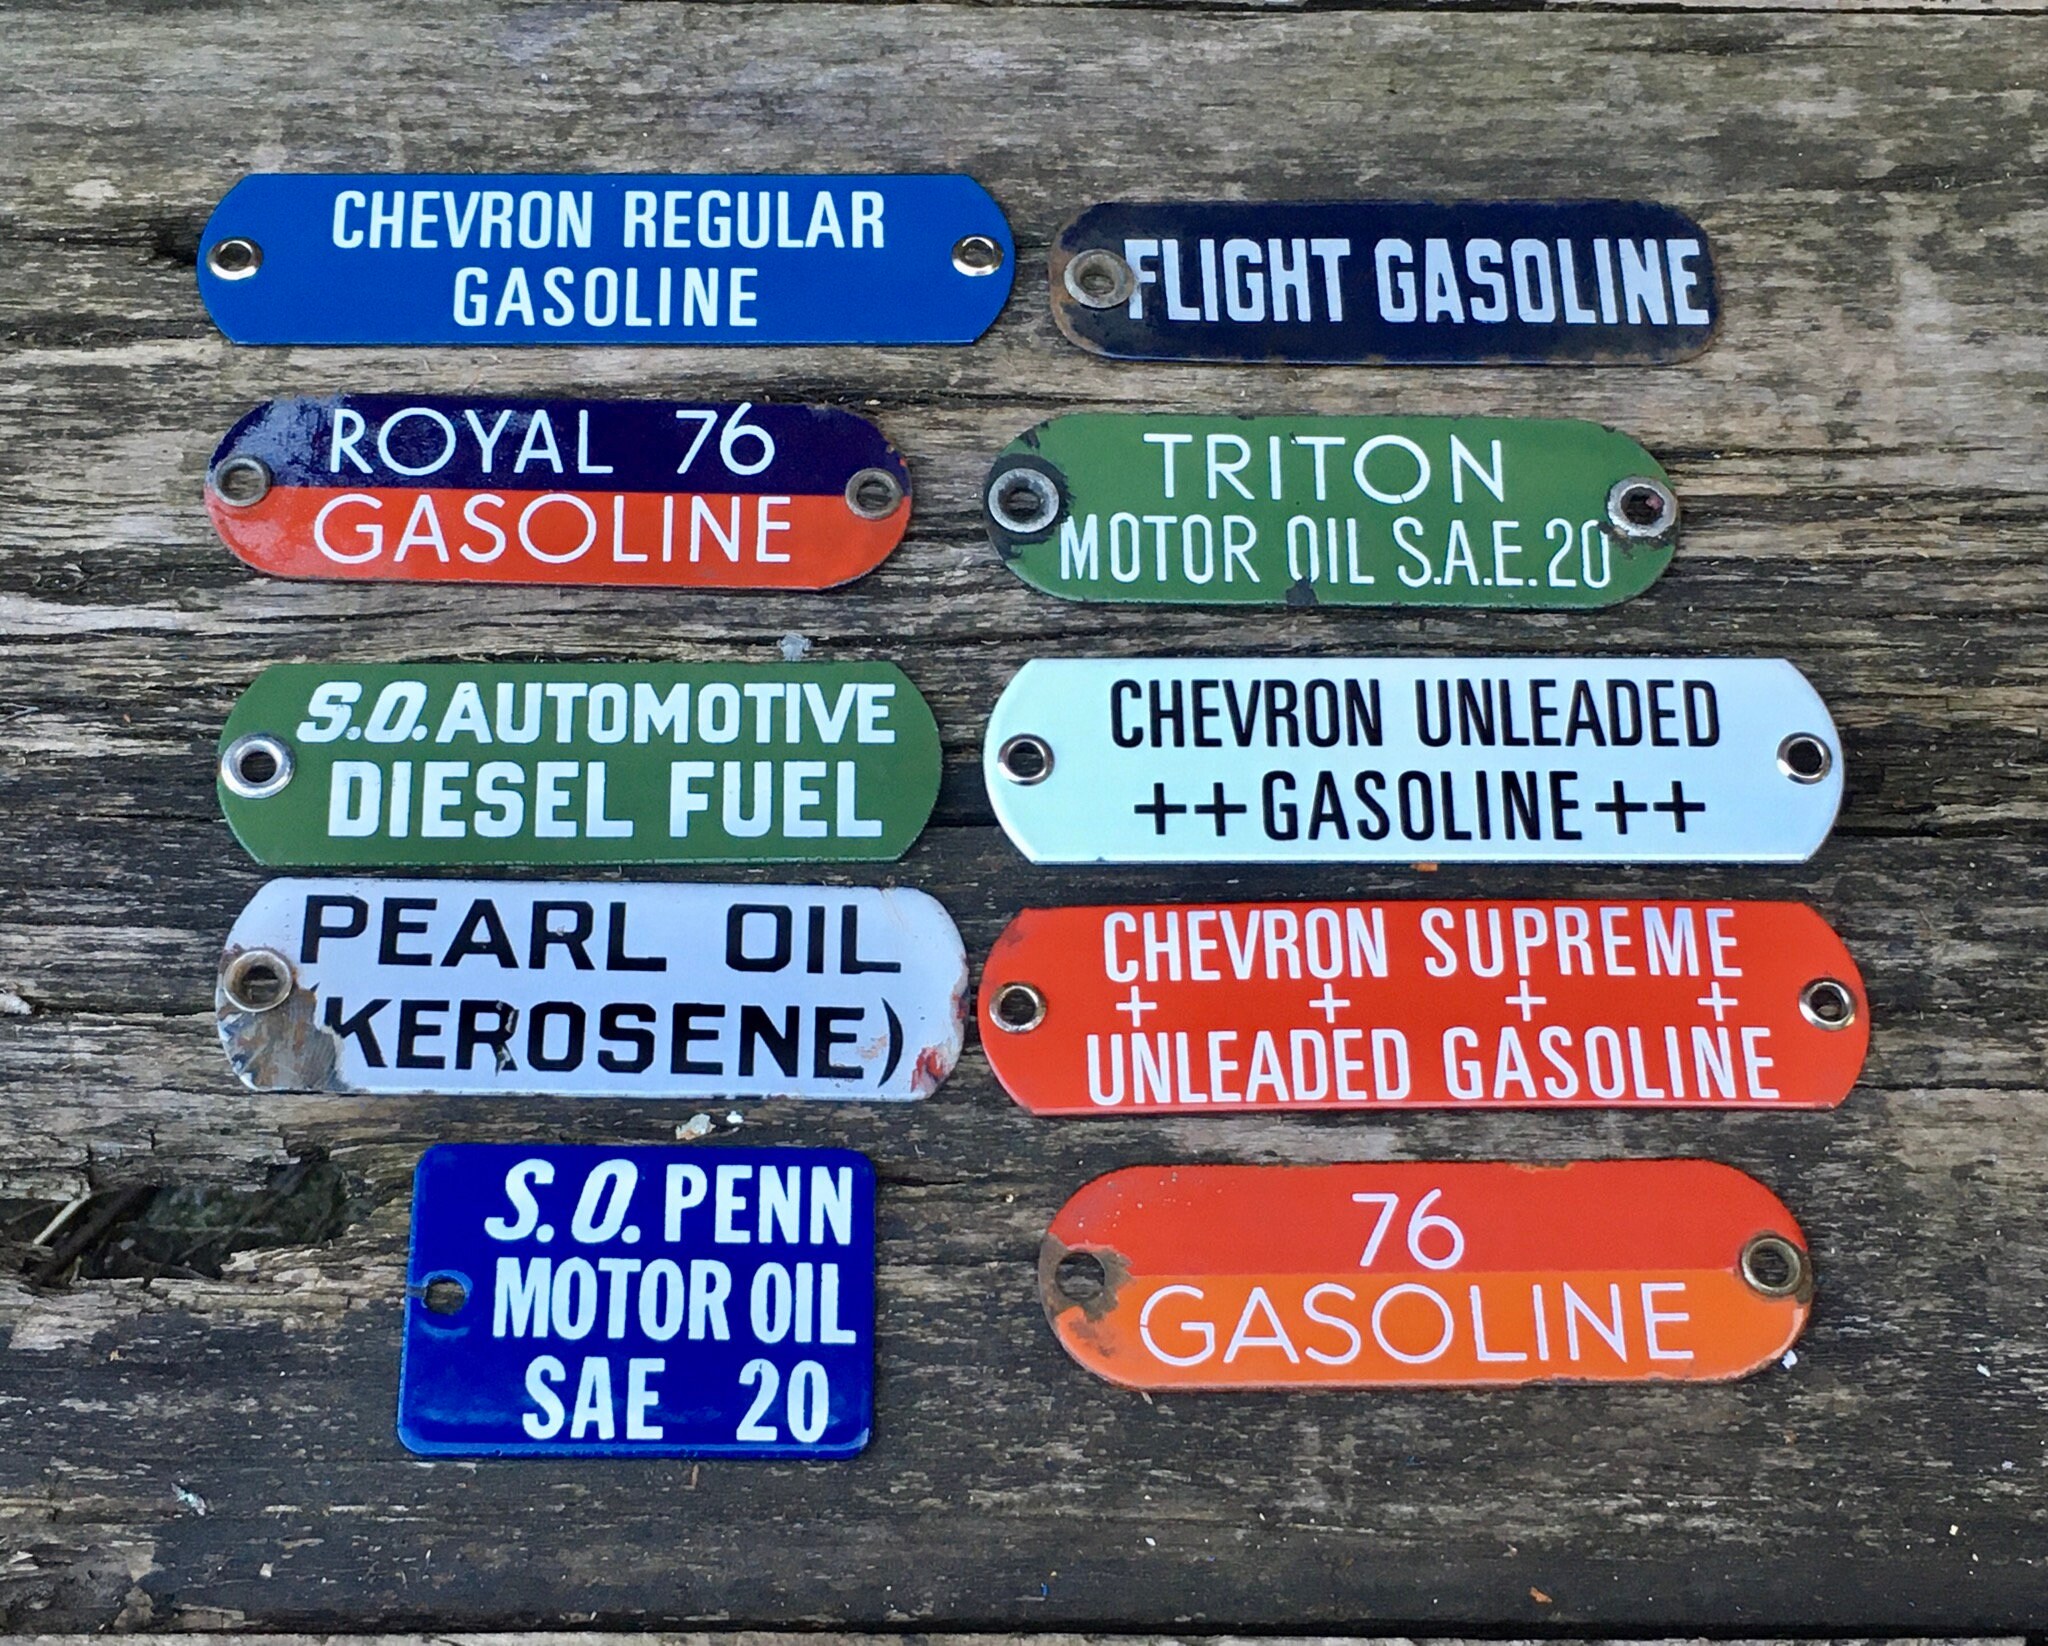 CHEVRON REGULAR
GASOLINE
FLIGHT GASOLINE
ROYAL 76
GASOLINE
TRITON
MOTOR OIL S.A.E. 20
S.O. AUTOMOTIVE
DIESEL FUEL
CHEVRON UNLEADED
++GASOLINE++
PEARL OIL
(KEROSENE)
CHEVRON SUPREME
+ + + +
UNLEADED GASOLINE
S.O. PENN
MOTOR OIL
SAE 20
76
GASOLINE